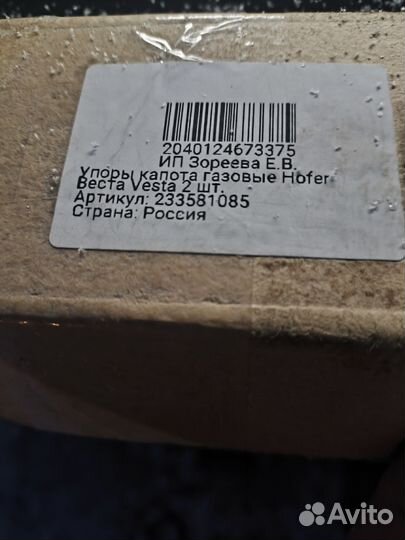 2040124673375
ИП Зореева Е.В.
Упоры капота газовые Hofer
Веста Vesta 2 шт.
Артикул: 233581085
Страна: Россия
Avito